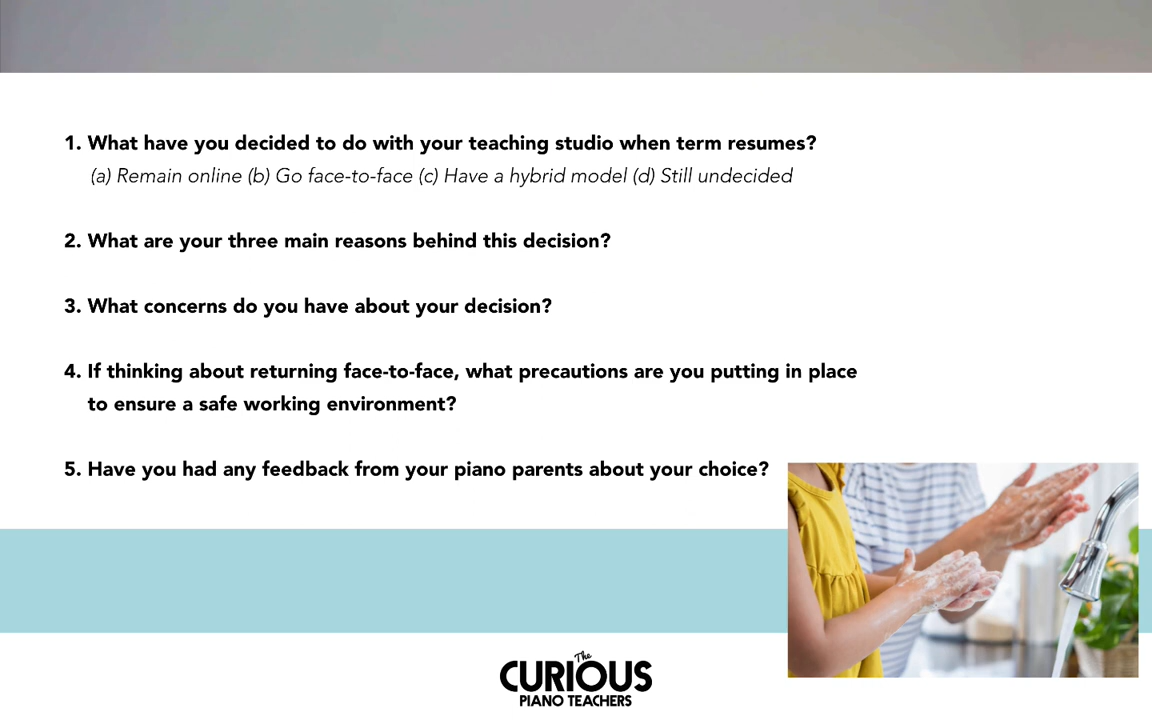 1. What have you decided to do with your teaching studio when term resumes?
(a) Remain online (b) Go face-to-face (c) Have a hybrid model (d) Still undecided
2. What are your three main reasons behind this decision?
3. What concerns do you have about your decision?
4. If thinking about returning face-to-face, what precautions are you putting in place
to ensure a safe working environment?
5. Have you had any feedback from your piano parents about your choice?
The
CURIOUS
PIANO TEACHERS